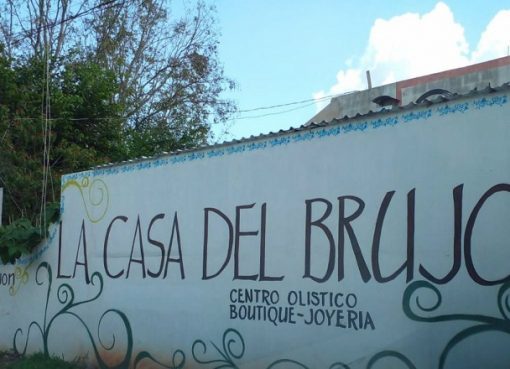 LA CASA DEL BRUJO
CENTRO OLISTICO
BOUTIQUE-JOYERIA